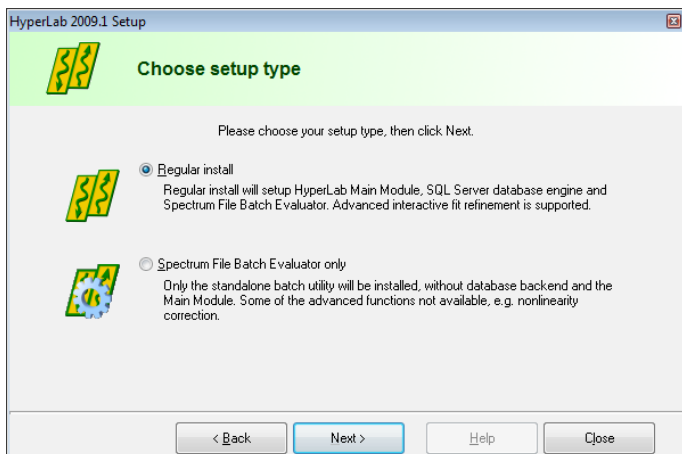 HyperLab 2009.1 Setup
Choose setup type
Please choose your setup type, then click Next.
Regular install
Regular install will setup HyperLab Main Module, SQL Server database engine and
Spectrum File Batch Evaluator. Advanced interactive fit refinement is supported.
Spectrum File Batch Evaluator only
Only the standalone batch utility will be installed, without database backend and the
Main Module. Some of the advanced functions not available, e.g. nonlinearity
correction.
< Back Next > Help Close